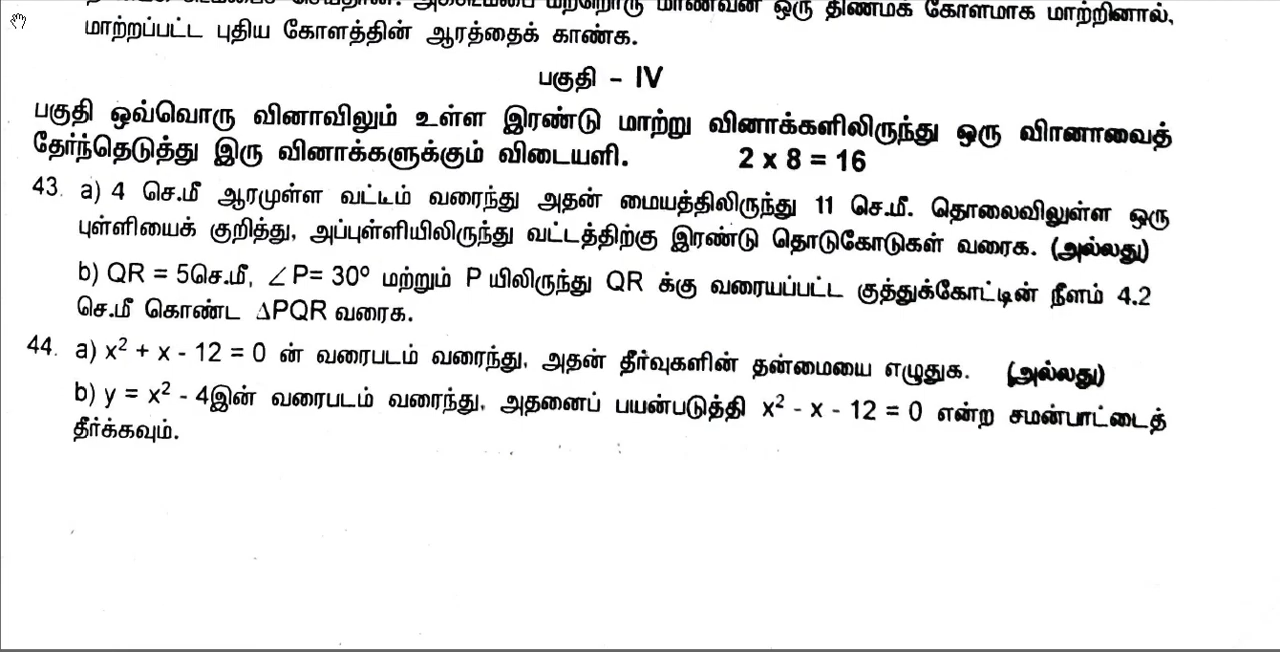 ஒரு திண்மக் கோளமாக மாற்றினால்,
மாற்றப்பட்ட புதிய கோளத்தின் ஆரத்தைக் காண்க.
பகுதி - IV
பகுதி ஒவ்வொரு வினாவிலும் உள்ள இரண்டு மாற்று வினாக்களிலிருந்து ஒரு விானாவைத்
தேர்ந்தெடுத்து இரு வினாக்களுக்கும் விடையளி. 2 x 8 = 16
43. a) 4 செ.மீ ஆரமுள்ள வட்டம் வரைந்து அதன் மையத்திலிருந்து 11 செ.மீ. தொலைவிலுள்ள ஒரு
புள்ளியைக் குறித்து, அப்புள்ளியிலிருந்து வட்டத்திற்கு இரண்டு தொடுகோடுகள் வரைக. (அல்லது)
b) QR = 5செ.மீ, ∠P= 30° மற்றும் P யிலிருந்து QR க்கு வரையப்பட்ட குத்துக்கோட்டின் நீளம் 4.2
செ.மீ கொண்ட ΔPQR வரைக.
44. a) x² + x - 12 = 0 ன் வரைபடம் வரைந்து, அதன் தீர்வுகளின் தன்மையை எழுதுக. (அல்லது)
b) y = x² - 4இன் வரைபடம் வரைந்து, அதனைப் பயன்படுத்தி x² - x - 12 = 0 என்ற சமன்பாட்டைத்
தீர்க்கவும்.